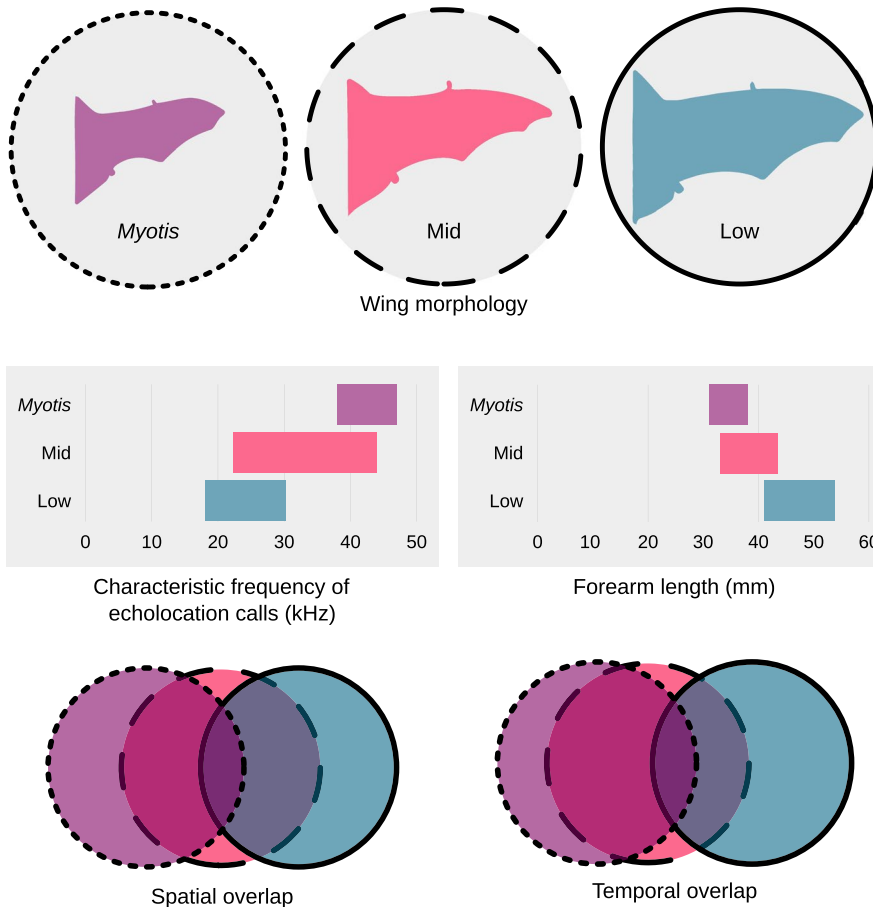 Myotis
Mid
Low
Wing morphology
Myotis
Mid
Low
0 10 20 30 40 50
Characteristic frequency of
echolocation calls (kHz)
Myotis
Mid
Low
0 10 20 30 40 50 60
Forearm length (mm)
Spatial overlap
Temporal overlap